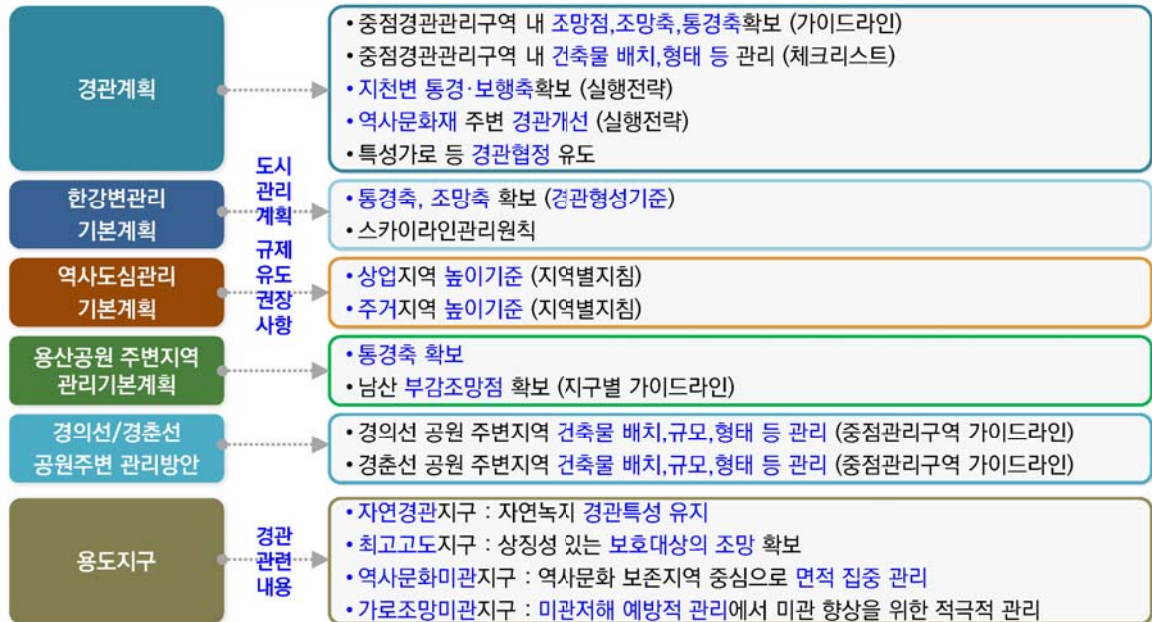 경관계획
• 중점경관관리구역 내 조망점,조망축,통경축확보 (가이드라인)
• 중점경관관리구역 내 건축물 배치,형태 등 관리 (체크리스트)
• 지천변 통경·보행축확보 (실행전략)
• 역사문화재 주변 경관개선 (실행전략)
• 특성가로 등 경관협정 유도
도시
관리
계획
규제
유도
권장
사항
한강변관리
기본계획
• 통경축, 조망축 확보 (경관형성기준)
• 스카이라인관리원칙
역사도심관리
기본계획
• 상업지역 높이기준 (지역별지침)
• 주거지역 높이기준 (지역별지침)
용산공원 주변지역
관리기본계획
• 통경축 확보
• 남산 부감조망점 확보 (지구별 가이드라인)
경의선/경춘선
공원주변 관리방안
• 경의선 공원 주변지역 건축물 배치,규모,형태 등 관리 (중점관리구역 가이드라인)
• 경춘선 공원 주변지역 건축물 배치,규모,형태 등 관리 (중점관리구역 가이드라인)
용도지구
경관
관련
내용
• 자연경관지구 : 자연녹지 경관특성 유지
• 최고고도지구 : 상징성 있는 보호대상의 조망 확보
• 역사문화미관지구 : 역사문화 보존지역 중심으로 면적 집중 관리
• 가로조망미관지구 : 미관저해 예방적 관리에서 미관 향상을 위한 적극적 관리